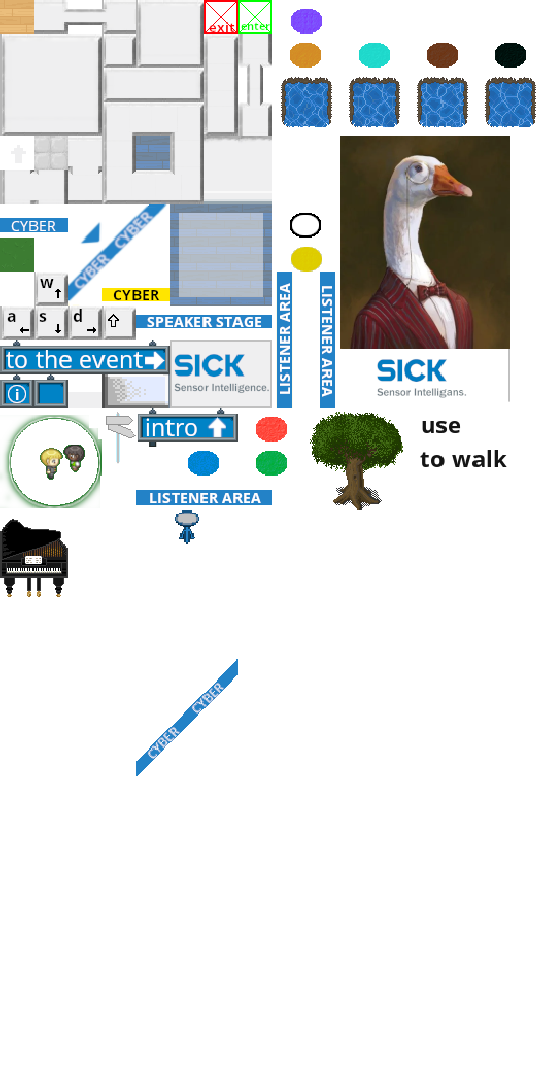 exit
enter
CYBER
CYBER
CYBER
w
CYBER
a
s
d
SPEAKER STAGE
LISTENER AREA
LISTENER AREA
to the event
SICK
Sensor Intelligence.
SICK
Sensor Intelligans.
i
intro
use
to walk
LISTENER AREA
CYBER
CYBER